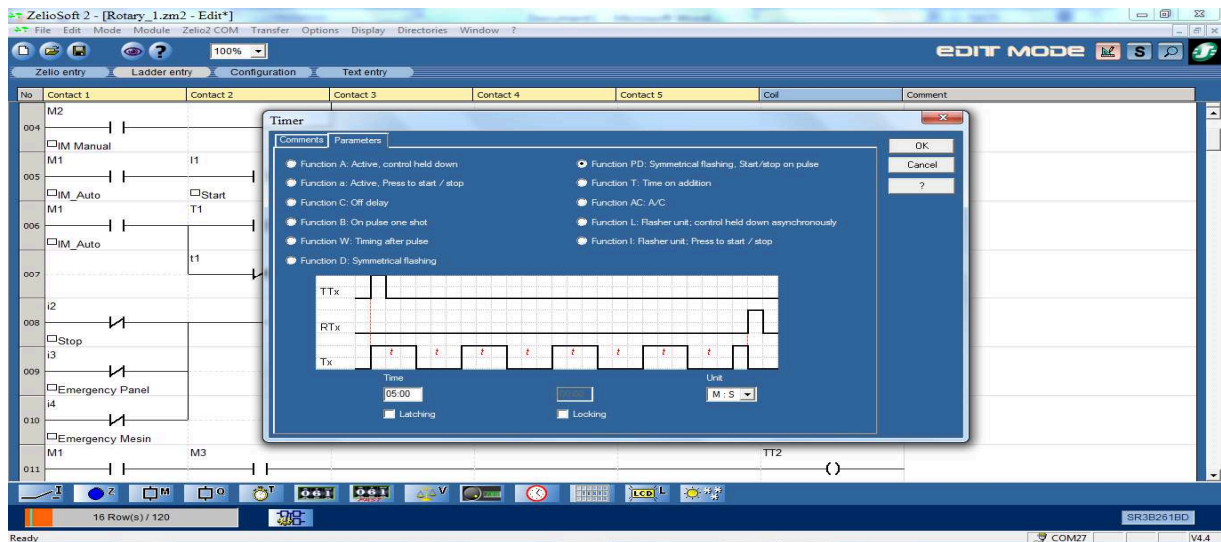 ZelioSoft 2 - [Rotary_1.zm2 - Edit*]
File Edit Mode Module Zelio2 COM Transfer Options Display Directories Window ?
100%
EDIT MODE
S
Zelio entry Ladder entry Configuration Text entry
No Contact 1 Contact 2 Contact 3 Contact 4 Contact 5 Coil Comment
M2
004
IM Manual
M1 I1
005
IM_Auto Start
M1 T1
006
IM_Auto
t1
007
i2
008
Stop
i3
009
Emergency Panel
i4
010
Emergency Mesin
M1 M3 TT2
011
Timer
Comments Parameters
Function A: Active, control held down
Function a: Active, Press to start / stop
Function C: Off delay
Function B: On pulse one shot
Function W: Timing after pulse
Function D: Symmetrical flashing
Function PD: Symmetrical flashing, Start/stop on pulse
Function T: Time on addition
Function AC: A/C
Function L: Flasher unit; control held down asynchronously
Function l: Flasher unit; Press to start / stop
TTx
RTx
Tx
t t t t t t t t
Time Unit
05:00 M : S
Latching Locking
OK
Cancel
?
I Z M Q T V LCD L
FAST
16 Row(s) / 120
SR3B261BD
Ready
COM27 V4.4